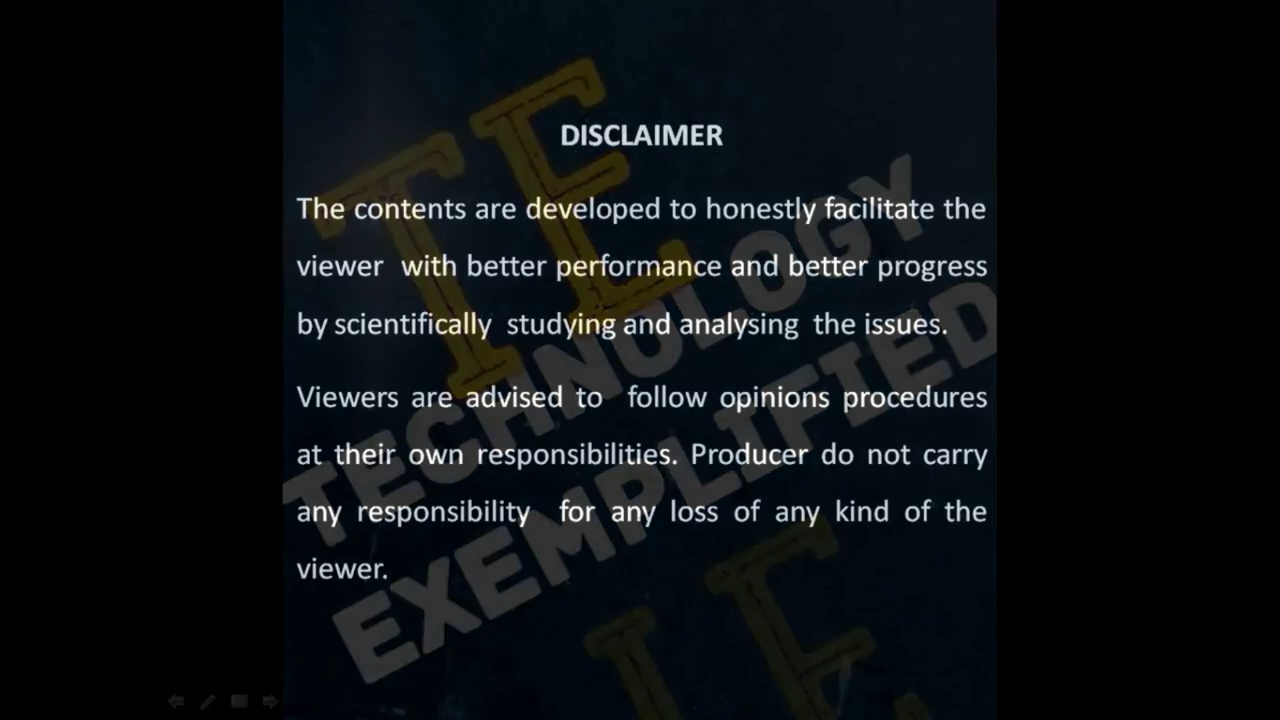 DISCLAIMER
The contents are developed to honestly facilitate the
viewer with better performance and better progress
by scientifically studying and analysing the issues.
Viewers are advised to follow opinions procedures
at their own responsibilities. Producer do not carry
any responsibility for any loss of any kind of the
viewer.
TE
TECHNOLOGY
EXEMPLIFIED
TE